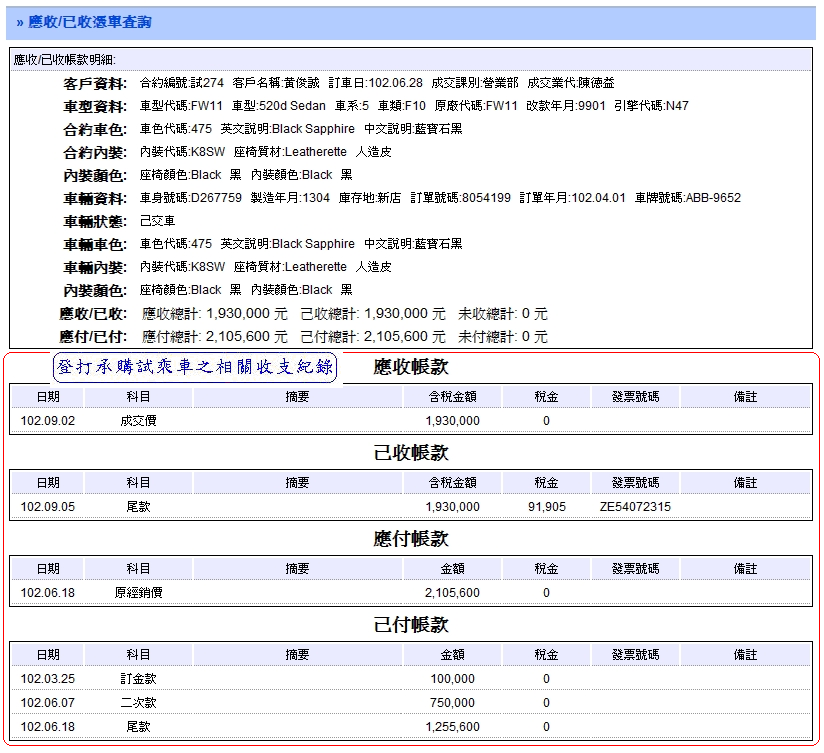 » 應收/已收憑單查詢
應收/已收帳款明細:
客戶資料: 合約編號:試274 客戶名稱:黃俊誠 訂車日:102.06.28 成交課別:營業部 成交業代:陳德益
車型資料: 車型代碼:FW11 車型:520d Sedan 車系:5 車類:F10 原廠代碼:FW11 改款年月:9901 引擎代碼:N47
合約車色: 車色代碼:475 英文說明:Black Sapphire 中文說明:藍寶石黑
合約內裝: 內裝代碼:K8SW 座椅質材:Leatherette 人造皮
內裝顏色: 座椅顏色:Black 黑 內裝顏色:Black 黑
車輛資料: 車身號碼:D267759 製造年月:1304 庫存地:新店 訂單號碼:8054199 訂單年月:102.04.01 車牌號碼:ABB-9652
車輛狀態: 已交車
車輛車色: 車色代碼:475 英文說明:Black Sapphire 中文說明:藍寶石黑
車輛內裝: 內裝代碼:K8SW 座椅質材:Leatherette 人造皮
內裝顏色: 座椅顏色:Black 黑 內裝顏色:Black 黑
應收/已收: 應收總計: 1,930,000 元 已收總計: 1,930,000 元 未收總計: 0 元
應付/已付: 應付總計: 2,105,600 元 已付總計: 2,105,600 元 未付總計: 0 元
登打承購試乘車之相關收支紀錄
應收帳款
日期 科目 摘要 含稅金額 稅金 發票號碼 備註
102.09.02 成交價 1,930,000 0
已收帳款
日期 科目 摘要 含稅金額 稅金 發票號碼 備註
102.09.05 尾款 1,930,000 91,905 ZE54072315
應付帳款
日期 科目 摘要 金額 稅金 發票號碼 備註
102.06.18 原經銷價 2,105,600 0
已付帳款
日期 科目 摘要 金額 稅金 發票號碼 備註
102.03.25 訂金款 100,000 0
102.06.07 二次款 750,000 0
102.06.18 尾款 1,255,600 0